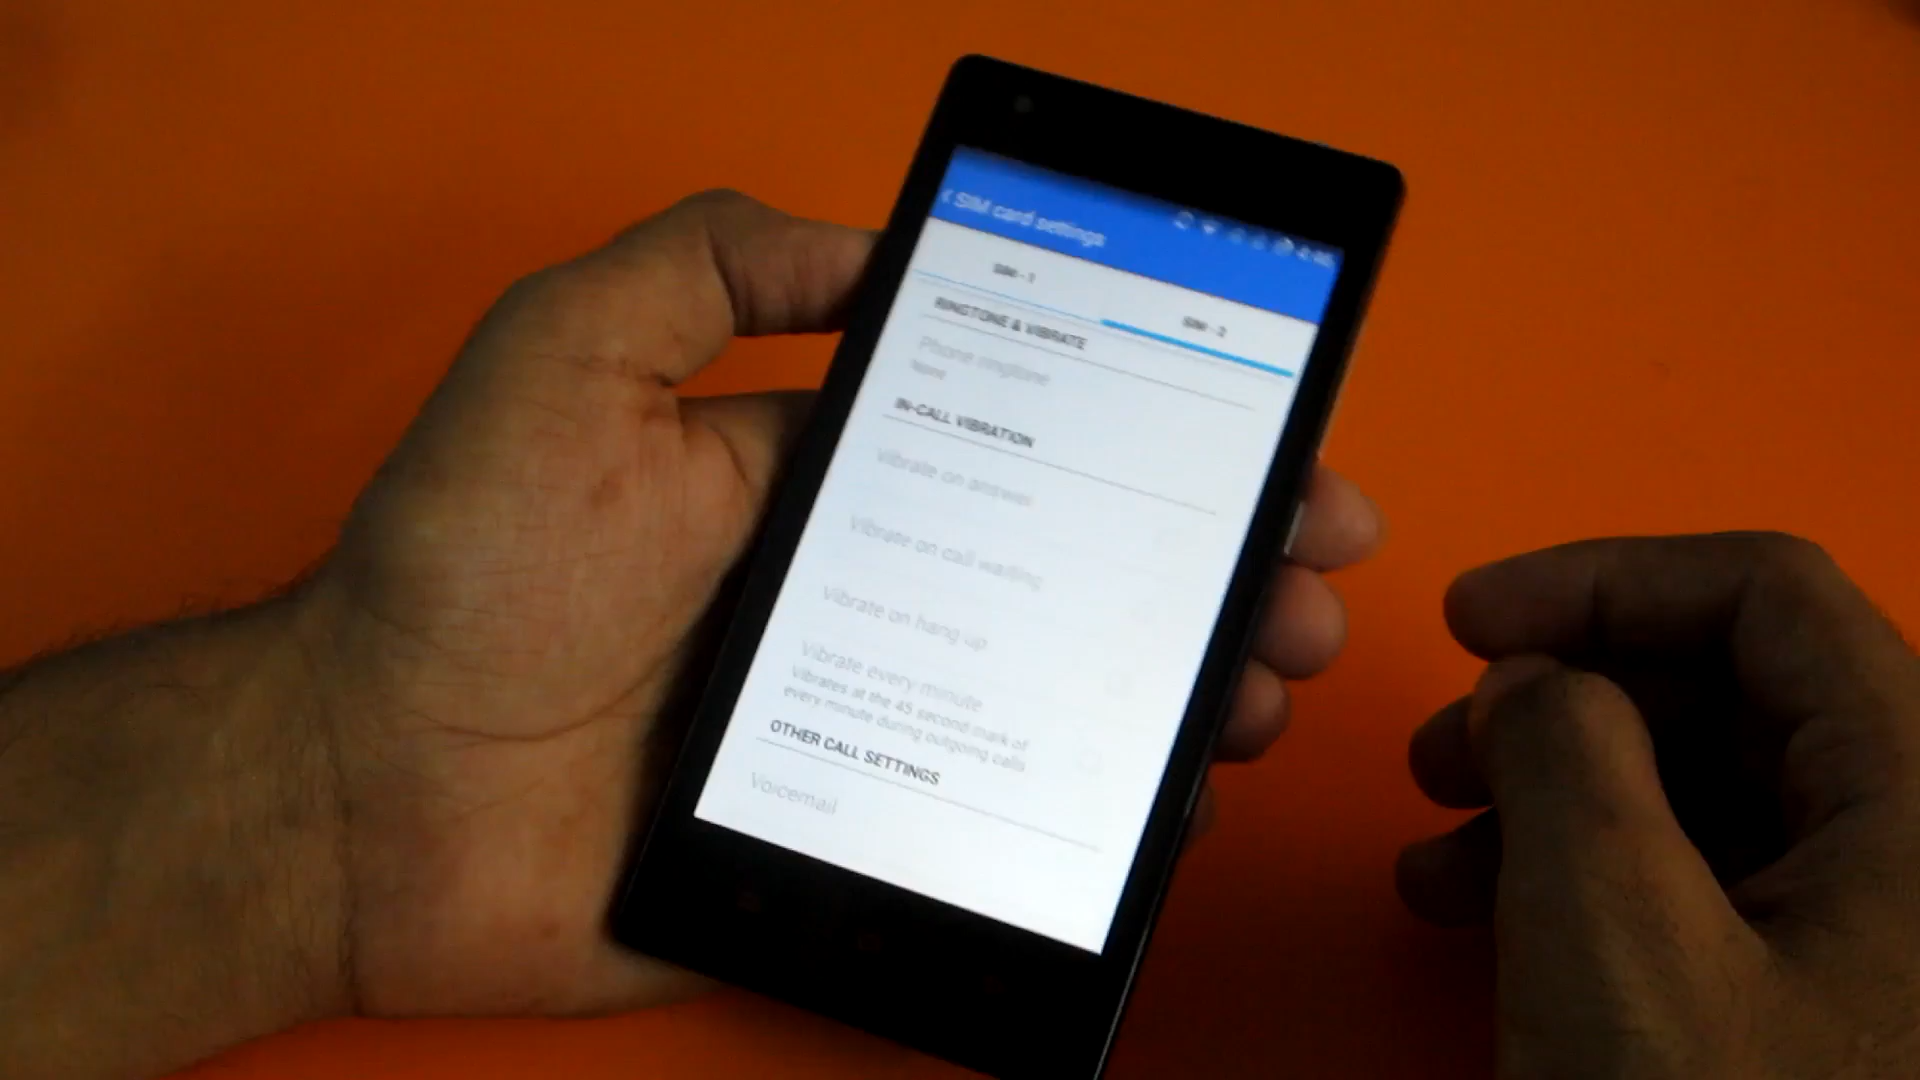 SIM card settings
SIM - 1
SIM - 2
RINGTONE & VIBRATE
Phone ringtone
None
IN-CALL VIBRATION
Vibrate on answer
Vibrate on call waiting
Vibrate on hang up
Vibrate every minute
Vibrates at the 45 second mark of
every minute during outgoing calls
OTHER CALL SETTINGS
Voicemail